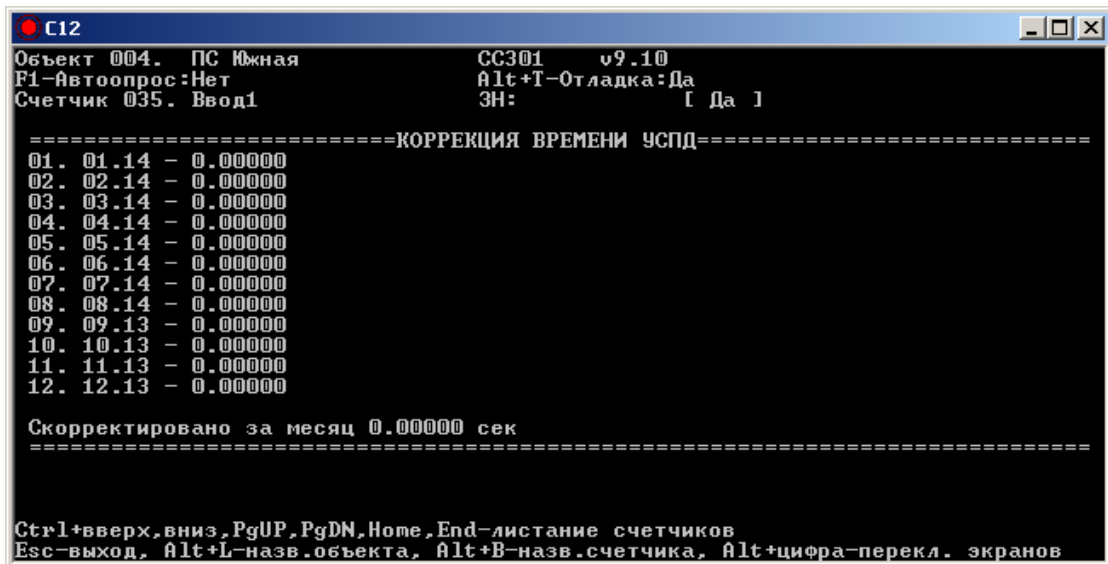 C12
Объект 004. ПС Южная CC301 v9.10
F1-Автоопрос:Нет Alt+T-Отладка:Да
Счетчик 035. Ввод1 ЗН: [ Да ]
===========================КОРРЕКЦИЯ ВРЕМЕНИ УСПД=============================
01. 01.14 - 0.00000
02. 02.14 - 0.00000
03. 03.14 - 0.00000
04. 04.14 - 0.00000
05. 05.14 - 0.00000
06. 06.14 - 0.00000
07. 07.14 - 0.00000
08. 08.14 - 0.00000
09. 09.13 - 0.00000
10. 10.13 - 0.00000
11. 11.13 - 0.00000
12. 12.13 - 0.00000
Скорректировано за месяц 0.00000 сек
==============================================================================
Ctrl+вверх,вниз,PgUP,PgDN,Home,End-листание счетчиков
Esc-выход, Alt+L-назв.объекта, Alt+B-назв.счетчика, Alt+цифра-перекл. экранов